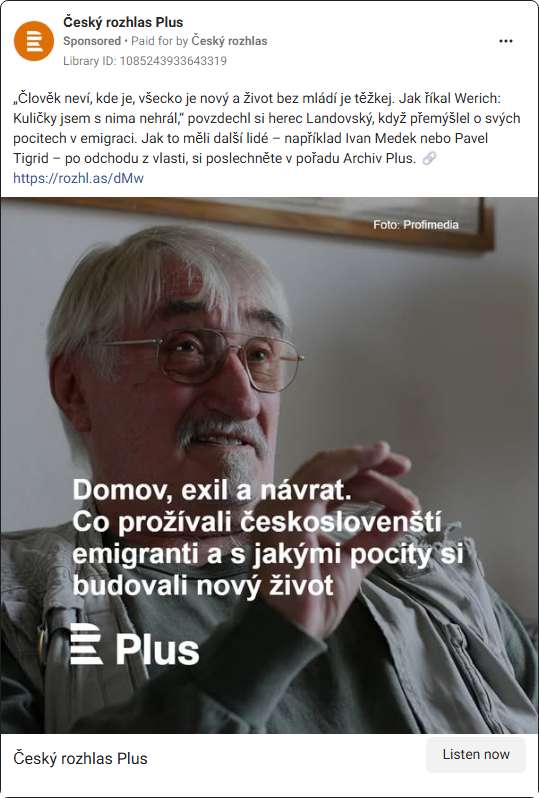 Český rozhlas Plus
Sponsored • Paid for by Český rozhlas
Library ID: 1085243933643319
„Člověk neví, kde je, všecko je nový a život bez mládí je těžkej. Jak říkal Werich:
Kuličky jsem s nima nehrál,” povzdechl si herec Landovský, když přemýšlel o svých
pocitech v emigraci. Jak to měli další lidé – například Ivan Medek nebo Pavel
Tigrid – po odchodu z vlasti, si poslechněte v pořadu Archiv Plus. 🔗
https://rozhl.as/dMw
Foto: Profimedia
Domov, exil a návrat.
Co prožívali českoslovenští
emigranti a s jakými pocity si
budovali nový život
Plus
Český rozhlas Plus
Listen now